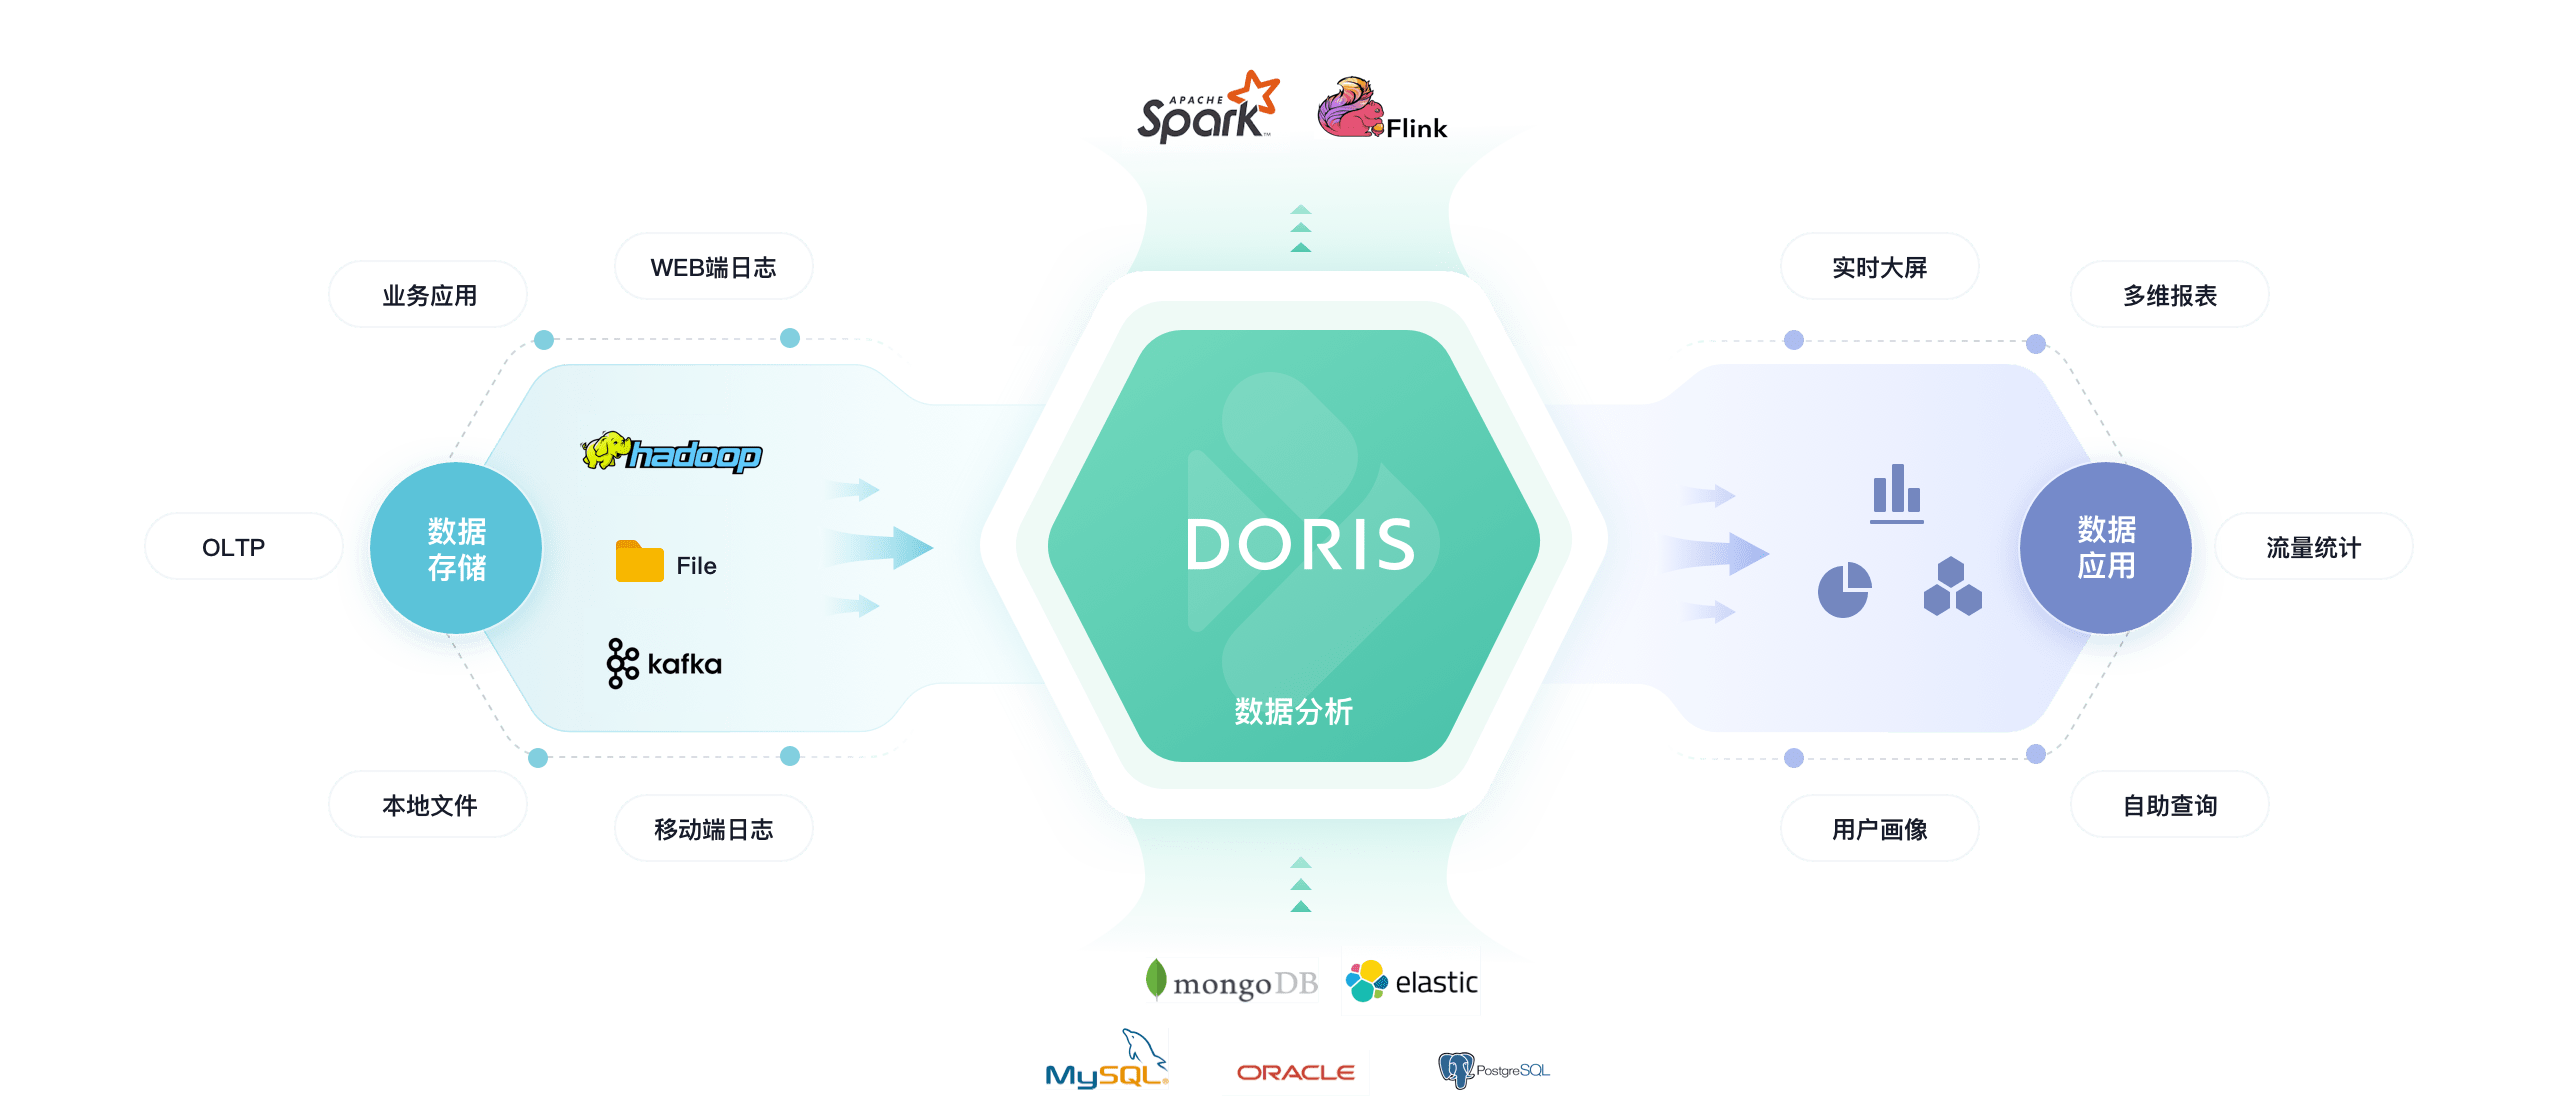 APACHE
Spark™
Flink
WEB端日志
业务应用
实时大屏
多维报表
hadoop
OLTP
数据
存储
File
kafka
DORIS
数据分析
数据
应用
流量统计
本地文件
移动端日志
用户画像
自助查询
mongoDB
elastic
MySQL®
ORACLE
PostgreSQL